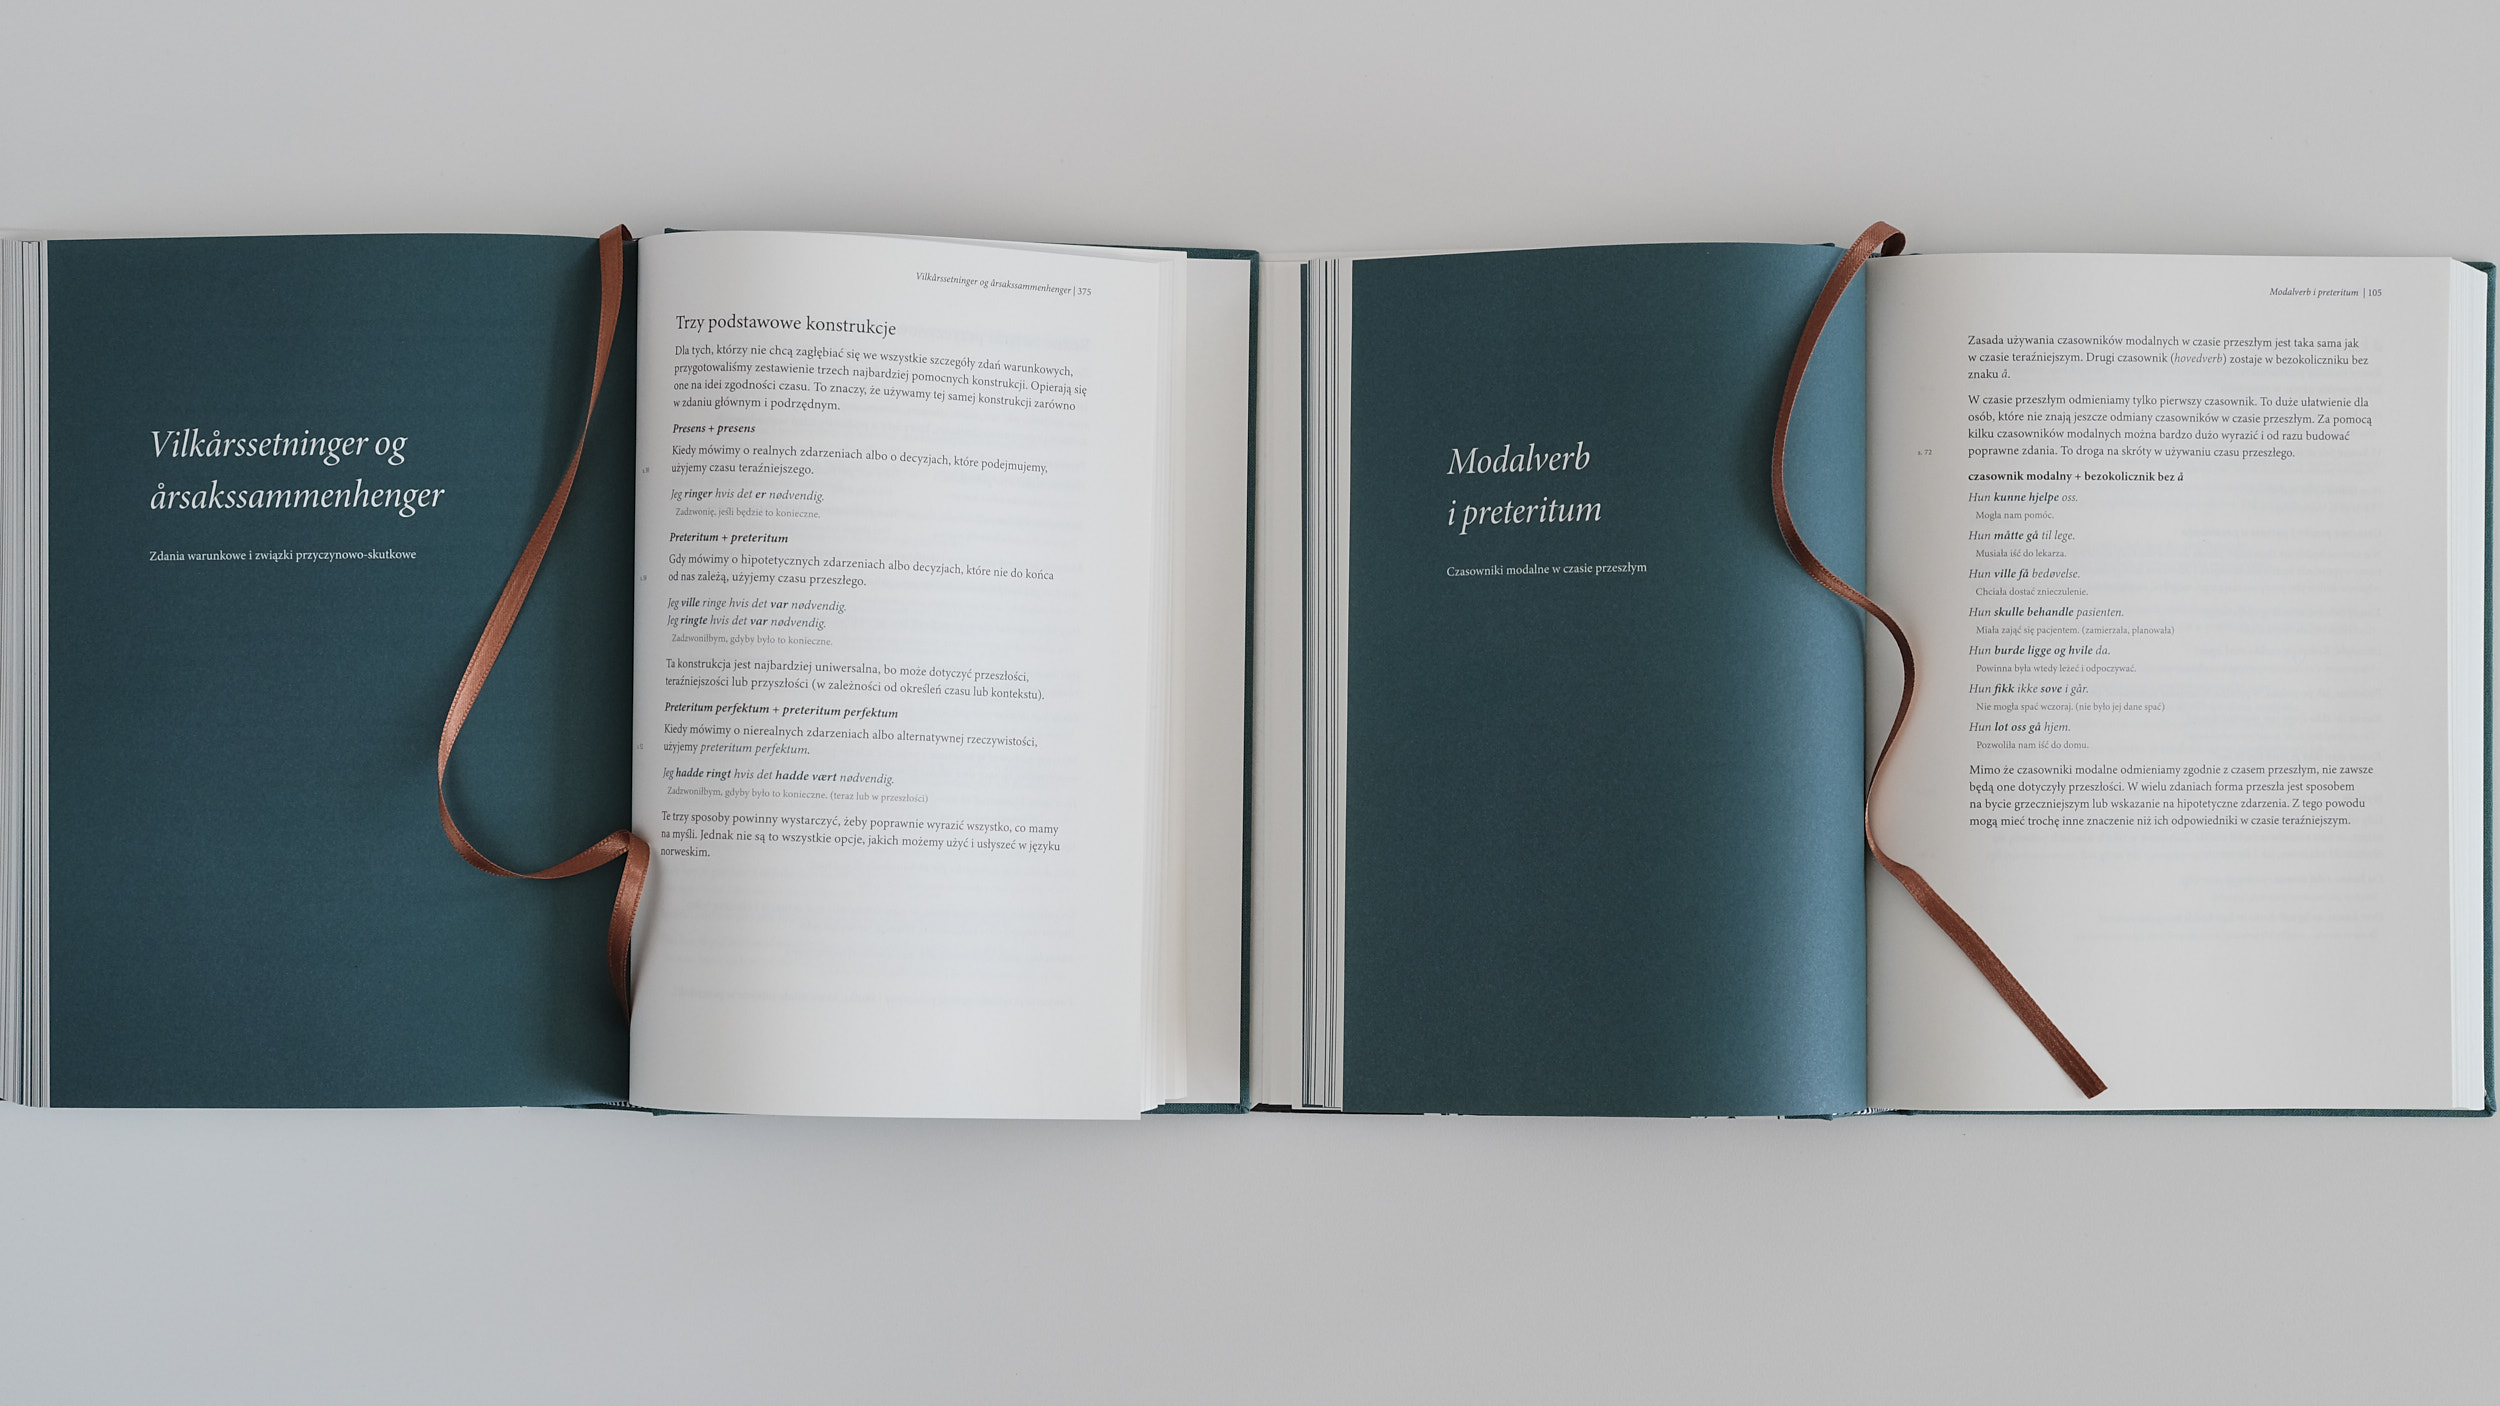 Vilkårssetninger og
årsakssammenhenger
Zdania warunkowe i związki przyczynowo-skutkowe
Vilkårssetninger og årsakssammenhenger | 375
Trzy podstawowe konstrukcje
Dla tych, którzy nie chcą zagłębiać się we wszystkie szczegóły zdań warunkowych,
przygotowaliśmy zestawienie trzech najbardziej pomocnych konstrukcji. Opierają się
one na idei zgodności czasu. To znaczy, że używamy tej samej konstrukcji zarówno
w zdaniu głównym i podrzędnym.
Presens + presens
Kiedy mówimy o realnych zdarzeniach albo o decyzjach, które podejmujemy,
użyjemy czasu teraźniejszego.
Jeg ringer hvis det er nødvendig.
Zadzwonię, jeśli będzie to konieczne.
Preteritum + preteritum
Gdy mówimy o hipotetycznych zdarzeniach albo decyzjach, które nie do końca
od nas zależą, użyjemy czasu przeszłego.
Jeg ville ringe hvis det var nødvendig.
Jeg ringte hvis det var nødvendig.
Zadzwoniłbym, gdyby było to konieczne.
Ta konstrukcja jest najbardziej uniwersalna, bo może dotyczyć przeszłości,
teraźniejszości lub przyszłości (w zależności od określeń czasu lub kontekstu).
Preteritum perfektum + preteritum perfektum
Kiedy mówimy o nierealnych zdarzeniach albo alternatywnej rzeczywistości,
użyjemy preteritum perfektum.
Jeg hadde ringt hvis det hadde vært nødvendig.
Zadzwoniłbym, gdyby było to konieczne. (teraz lub w przeszłości)
Te trzy sposoby powinny wystarczyć, żeby poprawnie wyrazić wszystko, co mamy
na myśli. Jednak nie są to wszystkie opcje, jakich możemy użyć i usłyszeć w języku
norweskim.
Modalverb
i preteritum
Czasowniki modalne w czasie przeszłym
Modalverb i preteritum | 105
Zasada używania czasowników modalnych w czasie przeszłym jest taka sama jak
w czasie teraźniejszym. Drugi czasownik (hovedverb) zostaje w bezokoliczniku bez
znaku å.
W czasie przeszłym odmieniamy tylko pierwszy czasownik. To duże ułatwienie dla
osób, które nie znają jeszcze odmiany czasowników w czasie przeszłym. Za pomocą
kilku czasowników modalnych można bardzo dużo wyrazić i od razu budować
poprawne zdania. To droga na skróty w używaniu czasu przeszłego.
s. 72
czasownik modalny + bezokolicznik bez å
Hun kunne hjelpe oss.
Mogła nam pomóc.
Hun måtte gå til lege.
Musiała iść do lekarza.
Hun ville få bedøvelse.
Chciała dostać znieczulenie.
Hun skulle behandle pasienten.
Miała zająć się pacjentem. (zamierzała, planowała)
Hun burde ligge og hvile da.
Powinna była wtedy leżeć i odpoczywać.
Hun fikk ikke sove i går.
Nie mogła spać wczoraj. (nie było jej dane spać)
Hun lot oss gå hjem.
Pozwoliła nam iść do domu.
Mimo że czasowniki modalne odmieniamy zgodnie z czasem przeszłym, nie zawsze
będą one dotyczyły przeszłości. W wielu zdaniach forma przeszła jest sposobem
na bycie grzeczniejszym lub wskazanie na hipotetyczne zdarzenia. Z tego powodu
mogą mieć trochę inne znaczenie niż ich odpowiedniki w czasie teraźniejszym.